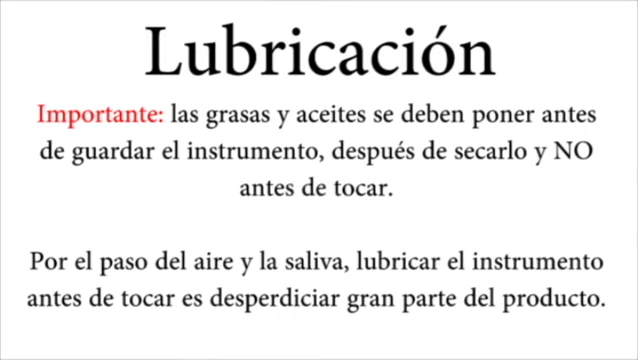 Lubricación
Importante: las grasas y aceites se deben poner antes
de guardar el instrumento, después de secarlo y NO
antes de tocar.
Por el paso del aire y la saliva, lubricar el instrumento
antes de tocar es desperdiciar gran parte del producto.